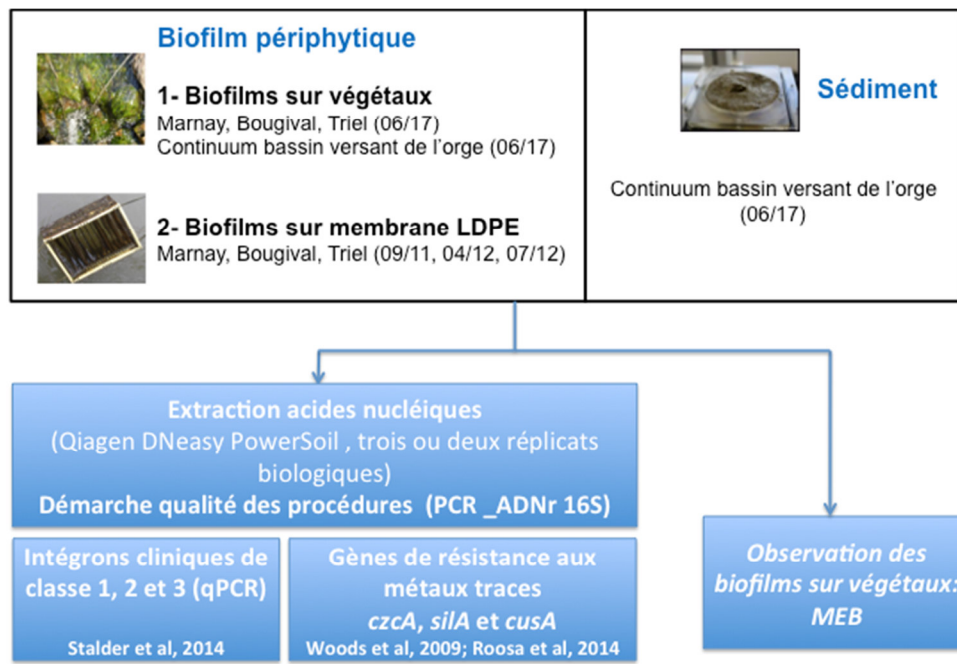 Biofilm périphytique
1- Biofilms sur végétaux
Marnay, Bougival, Triel (06/17)
Continuum bassin versant de l'orge (06/17)
2- Biofilms sur membrane LDPE
Marnay, Bougival, Triel (09/11, 04/12, 07/12)
Sédiment
Continuum bassin versant de l'orge
(06/17)
Extraction acides nucléiques
(Qiagen DNeasy PowerSoil , trois ou deux réplicats
biologiques)
Démarche qualité des procédures (PCR _ADNr 16S)
Intégrons cliniques de
classe 1, 2 et 3 (qPCR)
Stalder et al, 2014
Gènes de résistance aux
métaux traces
czcA, silA et cusA
Woods et al, 2009; Roosa et al, 2014
Observation des
biofilms sur végétaux:
MEB